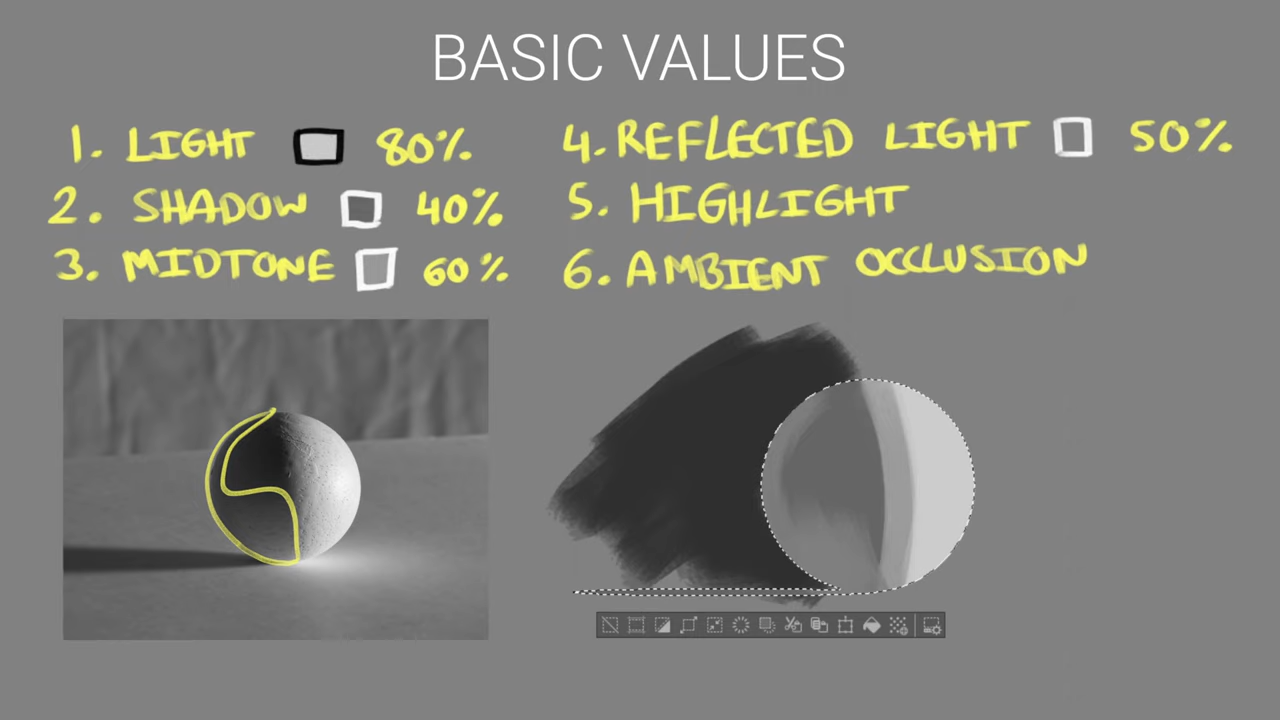 BASIC VALUES
1. LIGHT 80%
2. SHADOW 40%
3. MIDTONE 60%
4. REFLECTED LIGHT 50%
5. HIGHLIGHT
6. AMBIENT OCCLUSION